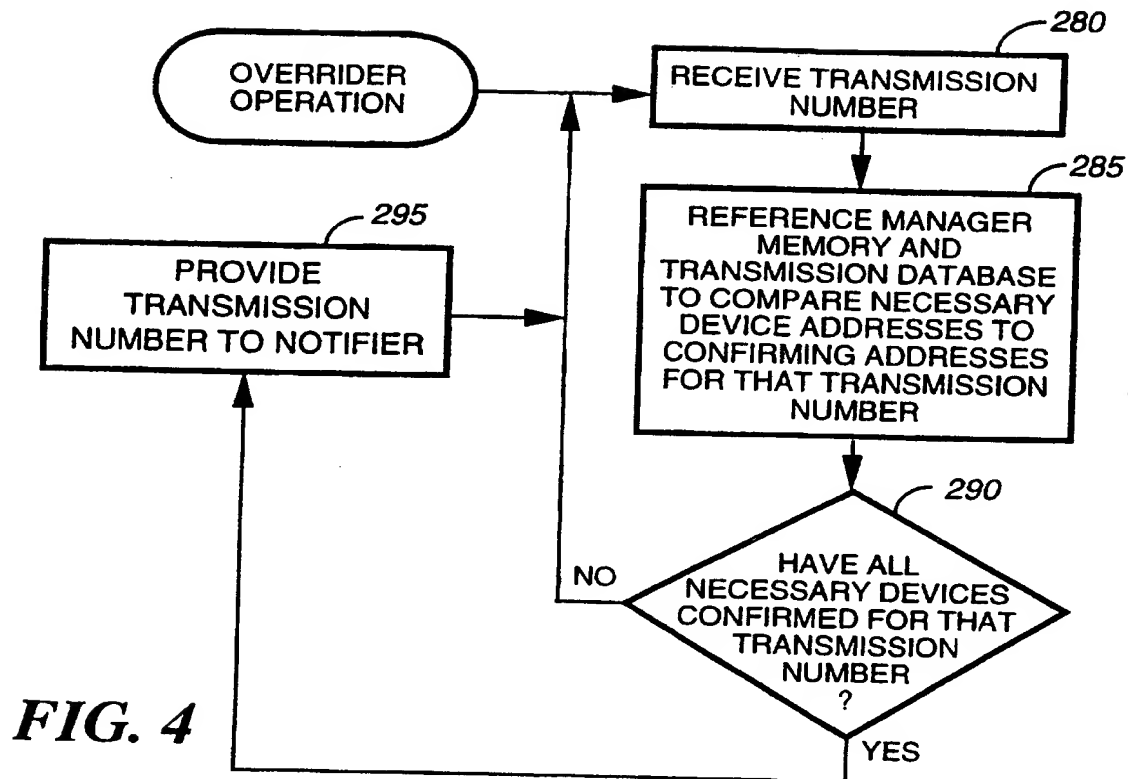 OVERRIDER
OPERATION
280
RECEIVE TRANSMISSION
NUMBER
285
REFERENCE MANAGER
MEMORY AND
TRANSMISSION DATABASE
TO COMPARE NECESSARY
DEVICE ADDRESSES TO
CONFIRMING ADDRESSES
FOR THAT TRANSMISSION
NUMBER
295
PROVIDE
TRANSMISSION
NUMBER TO NOTIFIER
290
HAVE ALL
NECESSARY DEVICES
CONFIRMED FOR THAT
TRANSMISSION
NUMBER
?
NO
YES
FIG. 4